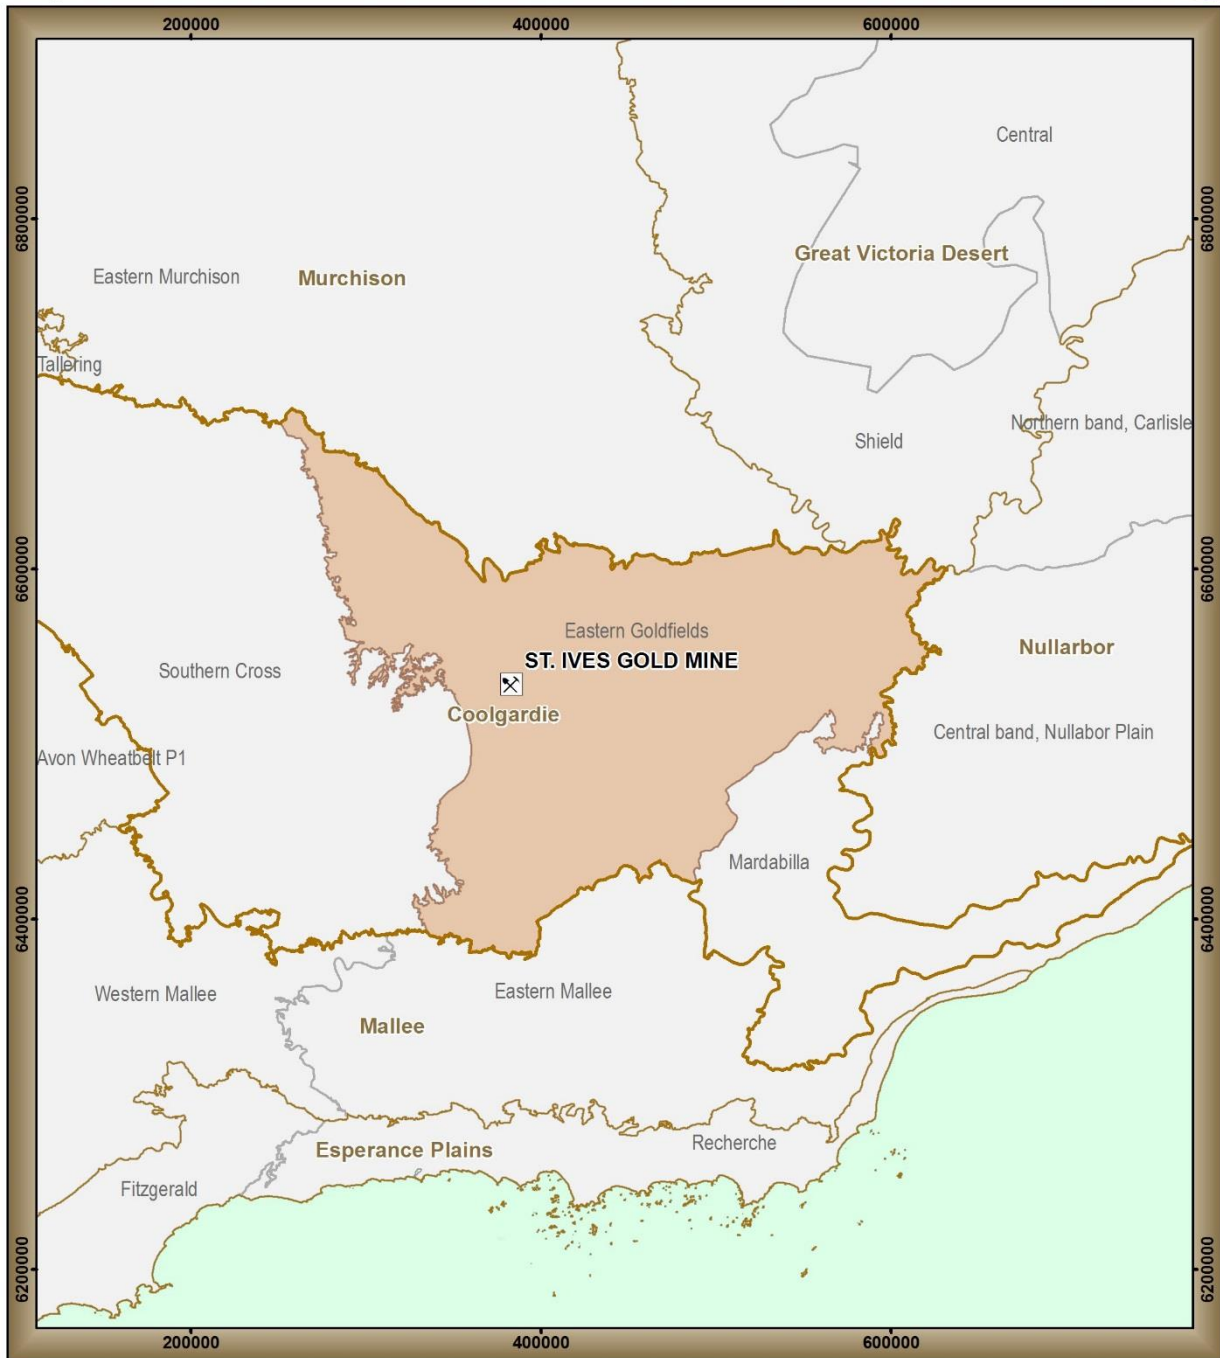 200000
400000
600000
Central
6800000
6800000
Great Victoria Desert
Eastern Murchison
Murchison
Tallering
Northern band, Carlisle
Shield
6600000
6600000
Eastern Goldfields
Nullarbor
ST. IVES GOLD MINE
Southern Cross
Coolgardie
Central band, Nullabor Plain
Avon Wheatbelt P1
Mardabilla
6400000
6400000
Western Mallee
Eastern Mallee
Mallee
Esperance Plains
Recherche
Fitzgerald
6200000
6200000
200000
400000
600000